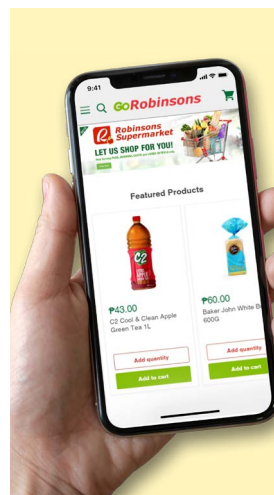 9:41
GoRobinsons
Robinsons
Supermarket
LET US SHOP FOR YOU!
Featured Products
C2
₱43.00
C2 Cool & Clean Apple
Green Tea 1L
Add quantity
Add to cart
₱60.00
Baker John White B
600G
Add quantity
Add to cart